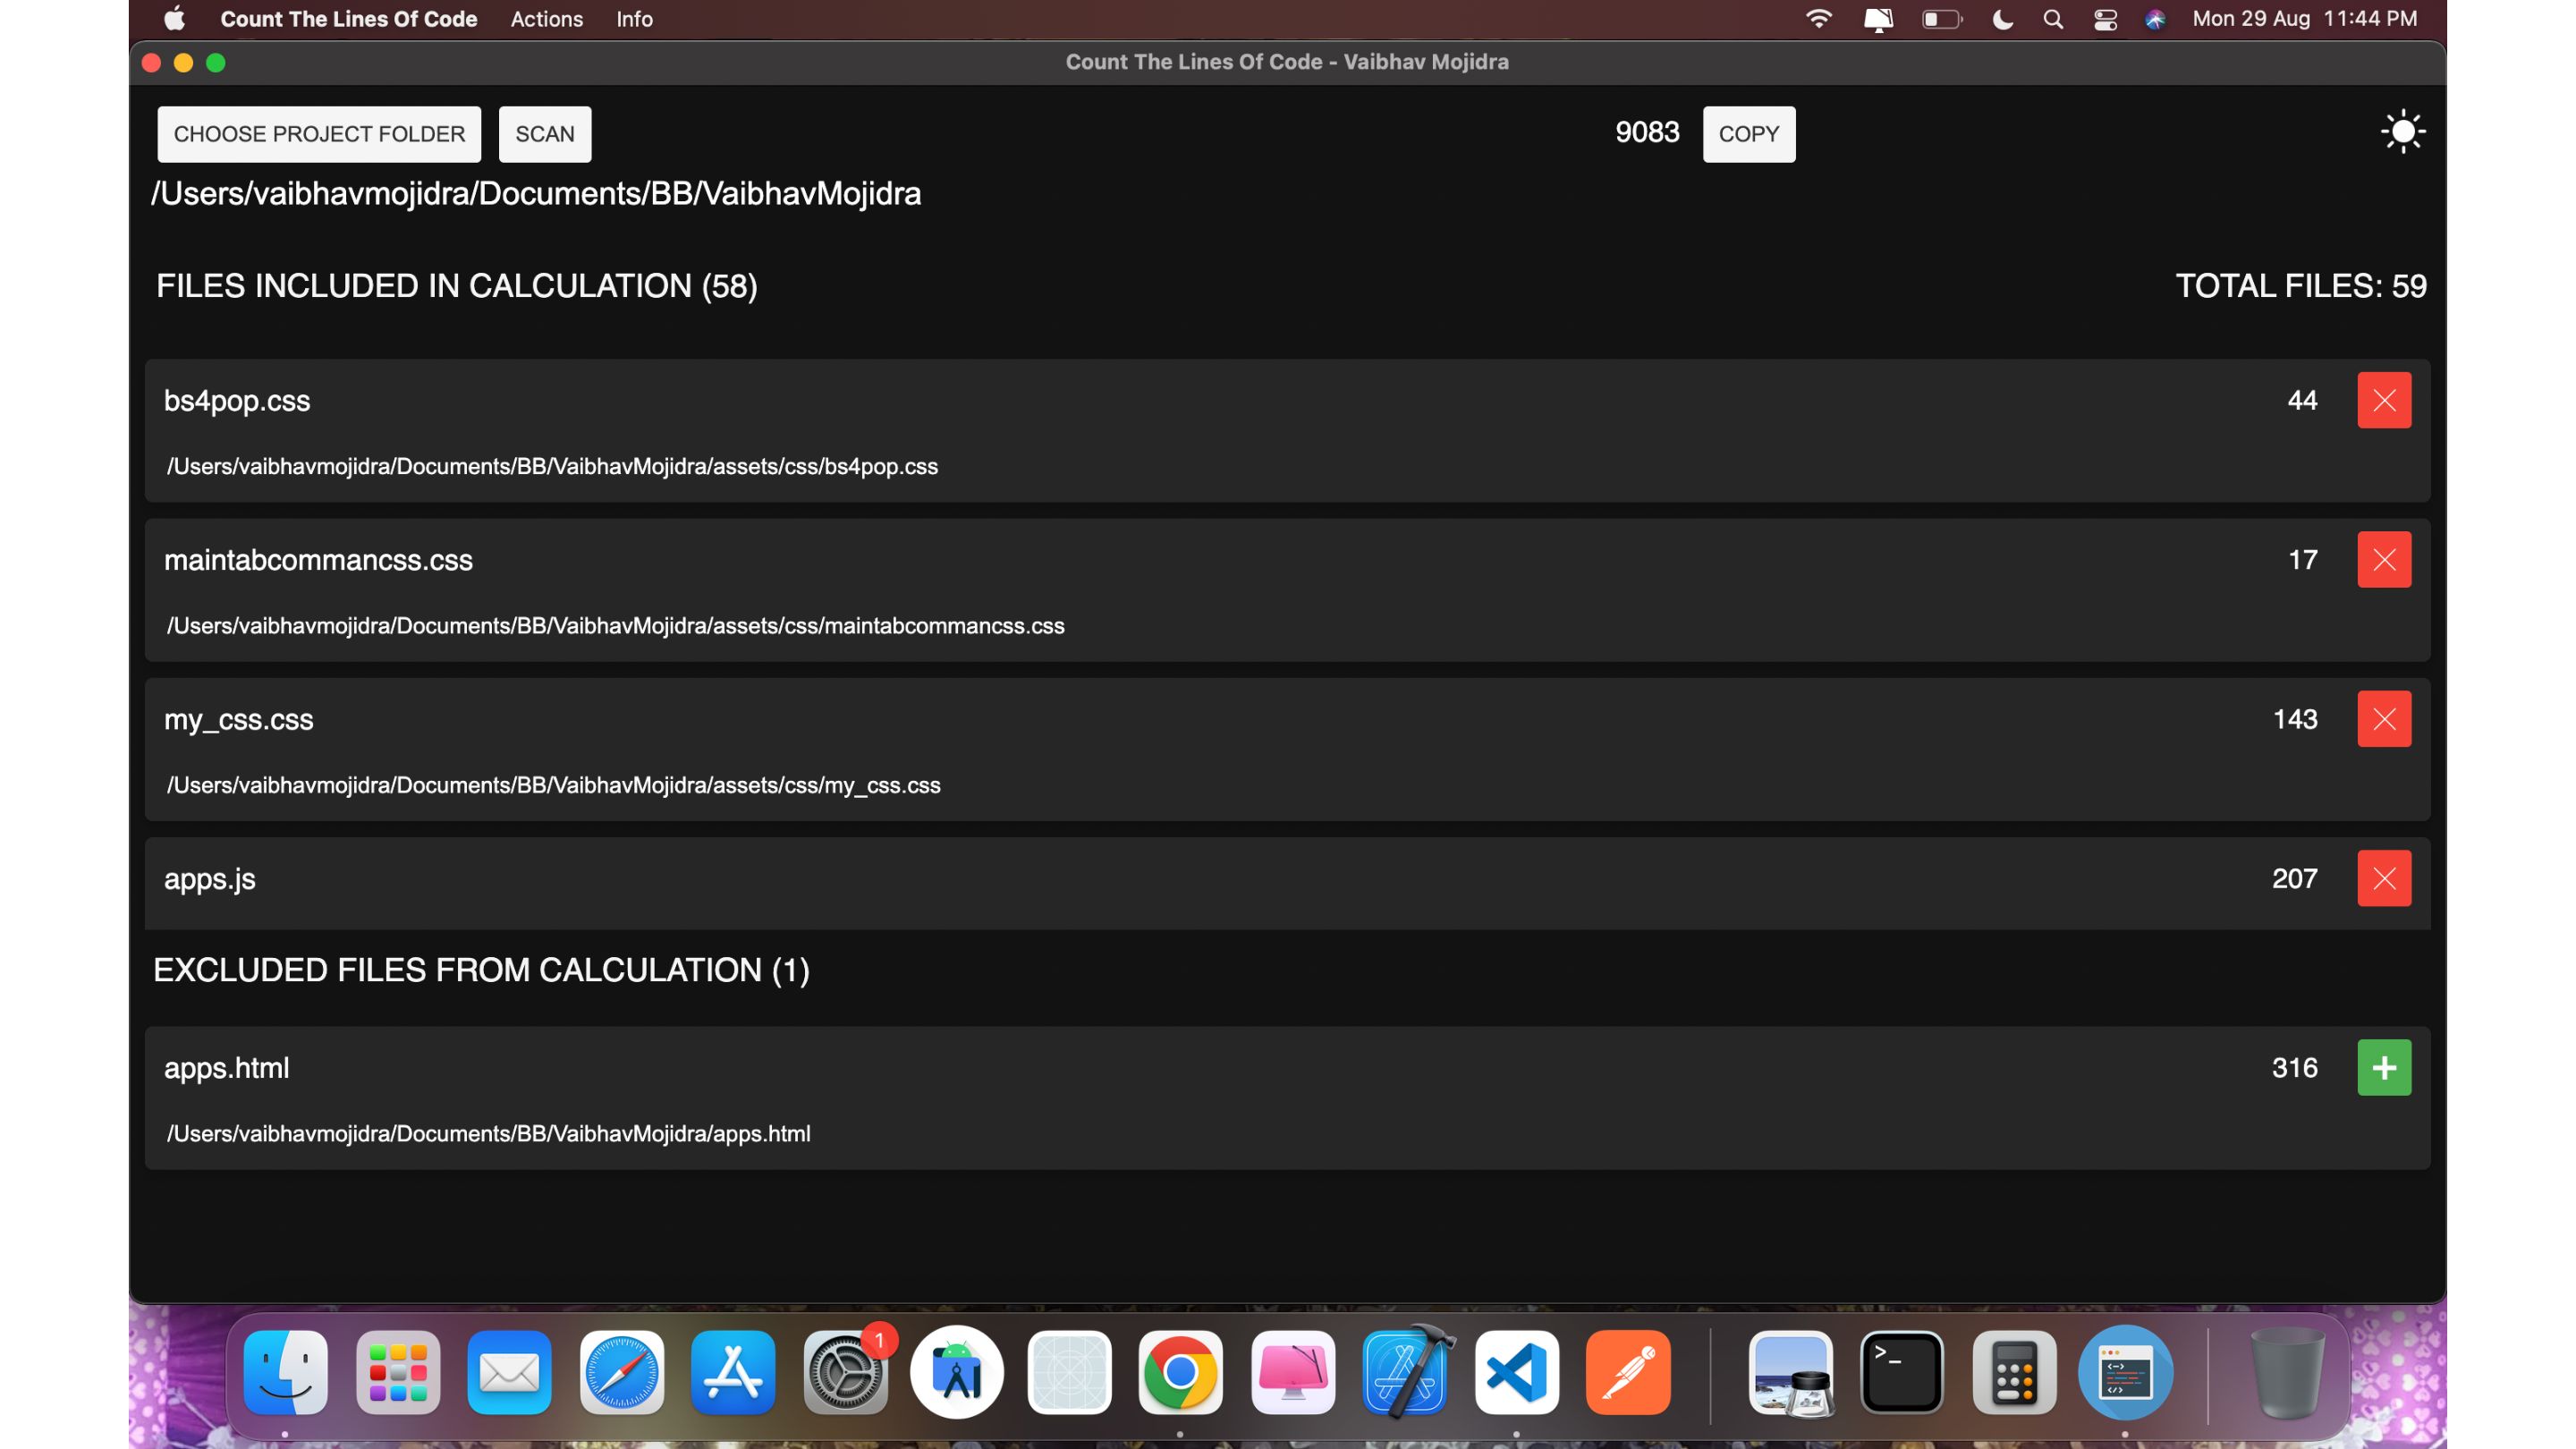 Count The Lines Of Code Actions Info Mon 29 Aug 11:44 PM
Count The Lines Of Code - Vaibhav Mojidra
CHOOSE PROJECT FOLDER SCAN 9083 COPY
/Users/vaibhavmojidra/Documents/BB/VaibhavMojidra
FILES INCLUDED IN CALCULATION (58) TOTAL FILES: 59
bs4pop.css 44
/Users/vaibhavmojidra/Documents/BB/VaibhavMojidra/assets/css/bs4pop.css
maintabcommancss.css 17
/Users/vaibhavmojidra/Documents/BB/VaibhavMojidra/assets/css/maintabcommancss.css
my_css.css 143
/Users/vaibhavmojidra/Documents/BB/VaibhavMojidra/assets/css/my_css.css
apps.js 207
EXCLUDED FILES FROM CALCULATION (1)
apps.html 316
/Users/vaibhavmojidra/Documents/BB/VaibhavMojidra/apps.html
1